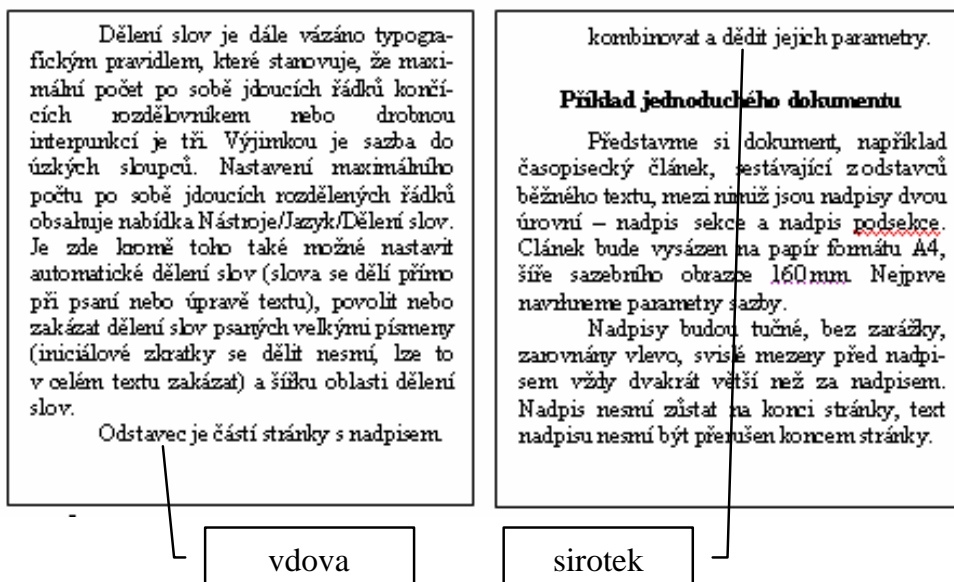 Dělení slov je dále vázáno typogra-
fickým pravidlem, které stanovuje, že maxi-
mální počet po sobě jdoucích řádků končí-
cích rozdělovníkem nebo drobnou
interpunkcí je tři. Výjimkou je sazba do
úzkých sloupců. Nastavení maximálního
počtu po sobě jdoucích rozdělených řádků
obsahuje nabídka Nástroje/Jazyk/Dělení slov.
Je zde kromě toho také možné nastavit
automatické dělení slov (slova se dělí přímo
při psaní nebo úpravě textu), povolit nebo
zakázat dělení slov psaných velkými písmeny
(iniciálové zkratky se dělit nesmí, lze to
v celém textu zakázat) a šířku oblasti dělení
slov.
Odstavec je částí stránky s nadpisem.
kombinovat a dědit jejich parametry.
Příklad jednoduchého dokumentu
Představme si dokument, například
časopisecký článek, sestávající z odstavců
běžného textu, mezi nimiž jsou nadpisy dvou
úrovní – nadpis sekce a nadpis podsekce.
Článek bude vysázen na papír formátu A4,
šíře sazebního obrazce 160 mm. Nejprve
navrhneme parametry sazby.
Nadpisy budou tučné, bez zarážky,
zarovnány vlevo, svislé mezery před nadpi-
sem vždy dvakrát větší než za nadpisem.
Nadpis nesmí zůstat na konci stránky, text
nadpisu nesmí být přerušen koncem stránky.
vdova
sirotek